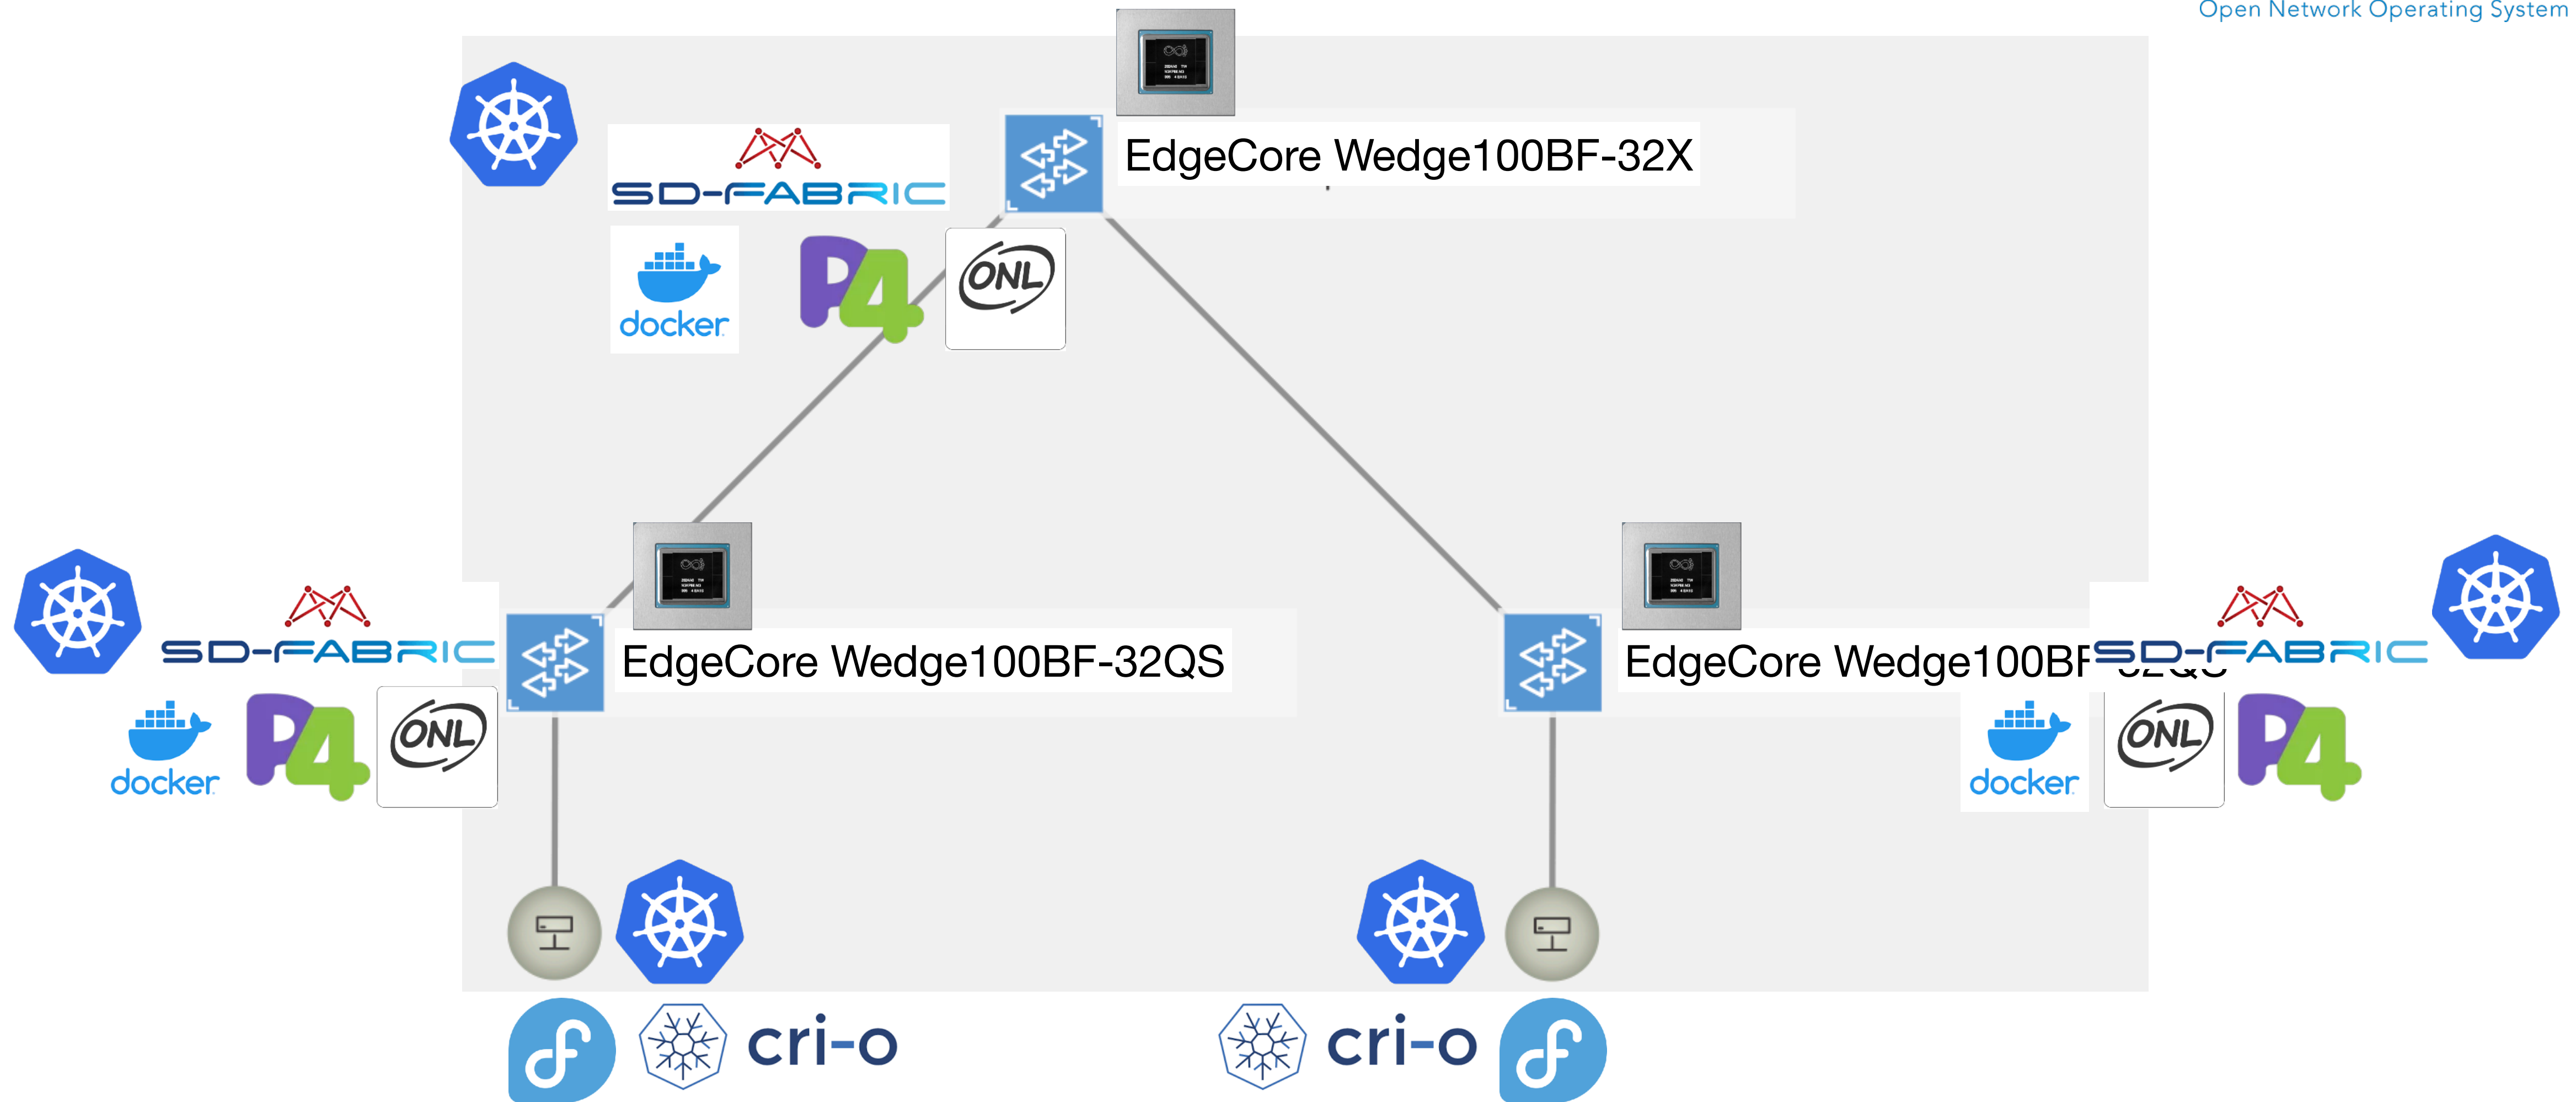 Open Network Operating System
EdgeCore Wedge100BF-32X
SD-FABRIC
docker
P4
ONL
EdgeCore Wedge100BF-32QS
SD-FABRIC
docker
P4
ONL
EdgeCore Wedge100BF-32QS
SD-FABRIC
docker
ONL
P4
cri-o
cri-o